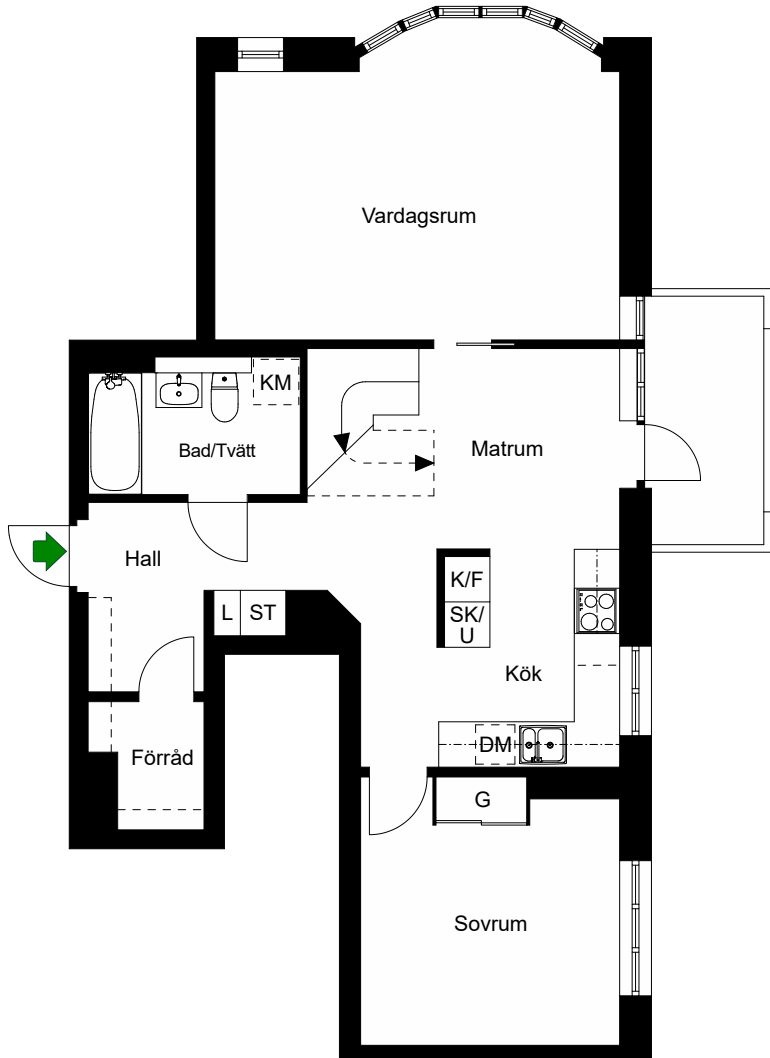 Vardagsrum
KM
Bad/Tvätt
Matrum
Hall
K/F
L
ST
SK/
U
Kök
DM
Förråd
G
Sovrum